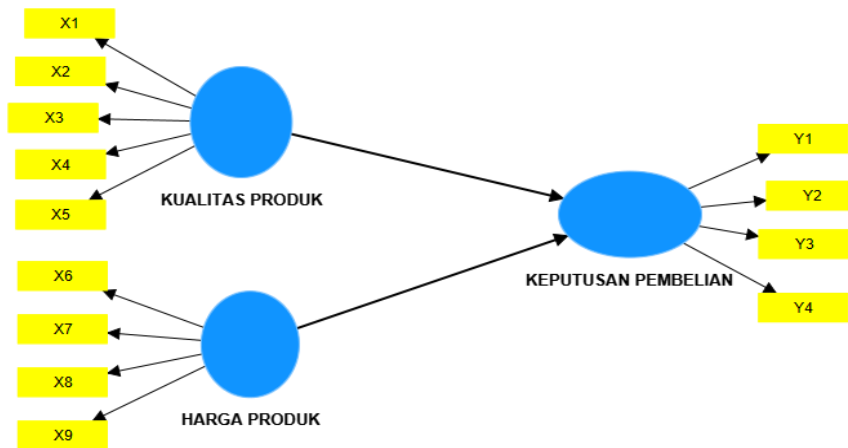 X1
X2
X3
X4
X5
KUALITAS PRODUK
X6
X7
X8
X9
HARGA PRODUK
Y1
Y2
Y3
Y4
KEPUTUSAN PEMBELIAN